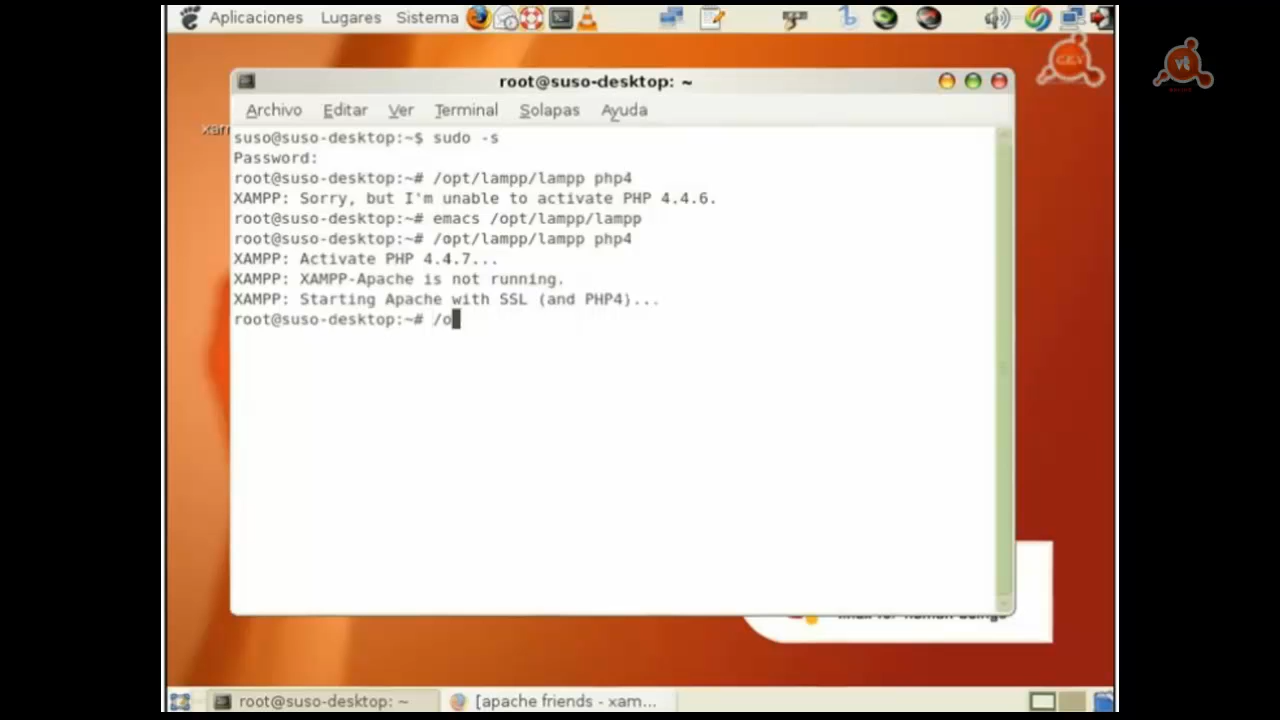 Aplicaciones Lugares Sistema
root@suso-desktop: ~
Archivo Editar Ver Terminal Solapas Ayuda
suso@suso-desktop:~$ sudo -s
Password:
root@suso-desktop:~# /opt/lampp/lampp php4
XAMPP: Sorry, but I'm unable to activate PHP 4.4.6.
root@suso-desktop:~# emacs /opt/lampp/lampp
root@suso-desktop:~# /opt/lampp/lampp php4
XAMPP: Activate PHP 4.4.7...
XAMPP: XAMPP-Apache is not running.
XAMPP: Starting Apache with SSL (and PHP4)...
root@suso-desktop:~# /o
root@suso-desktop: ~
[apache friends - xam...
vt